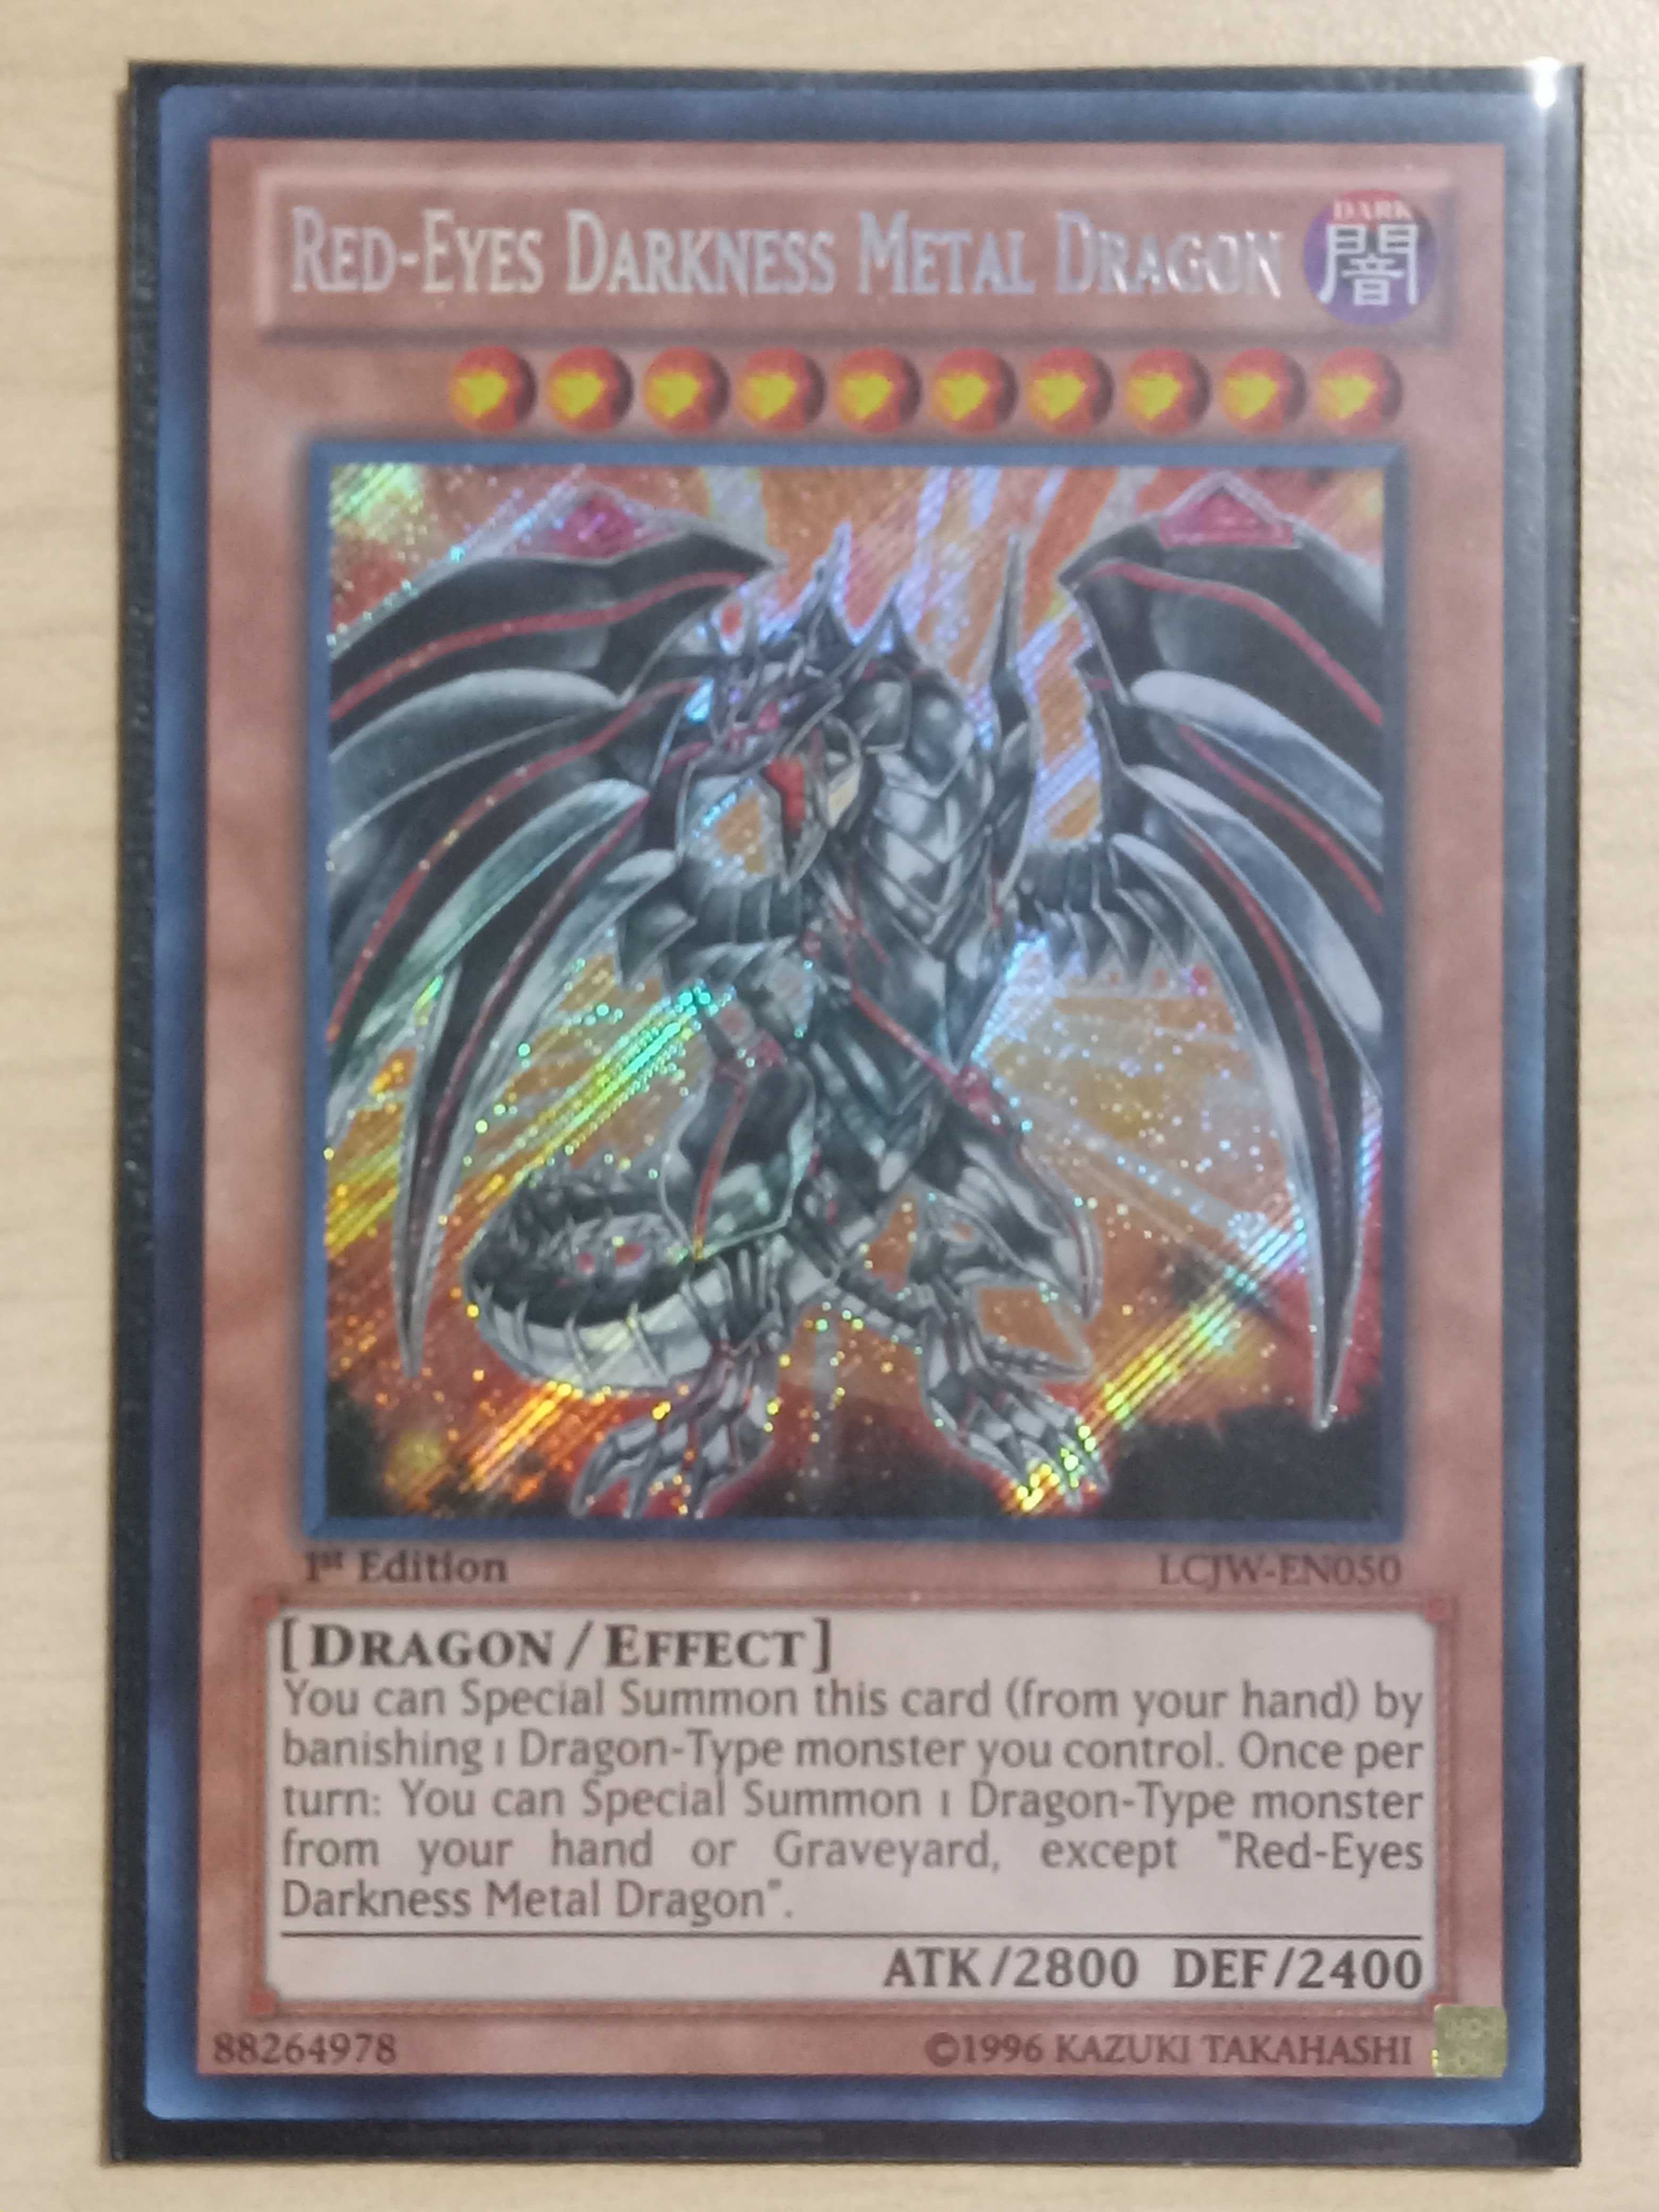 RED-EYES DARKNESS METAL DRAGON
DARK
闇
1st Edition
LCJW-EN050
[DRAGON/EFFECT]
You can Special Summon this card (from your hand) by
banishing 1 Dragon-Type monster you control. Once per
turn: You can Special Summon 1 Dragon-Type monster
from your hand or Graveyard, except "Red-Eyes
Darkness Metal Dragon".
ATK/2800 DEF/2400
88264978
©1996 KAZUKI TAKAHASHI